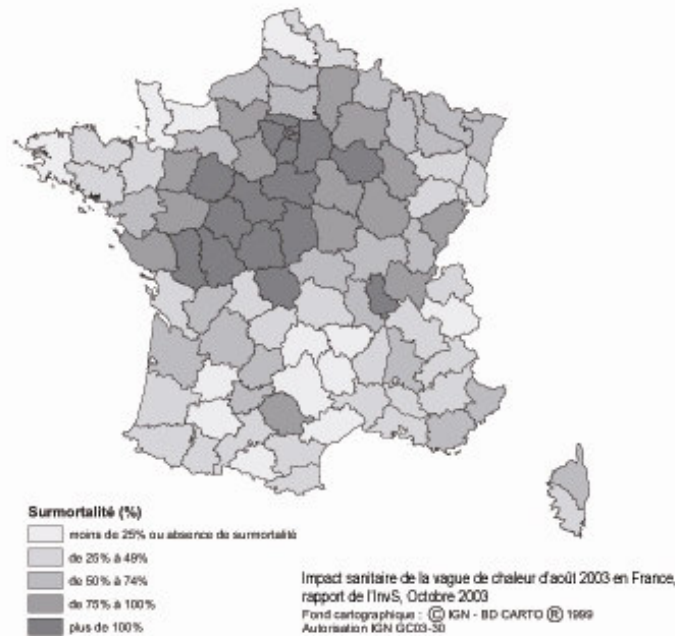 Surmortalité (%)
moins de 25% ou absence de surmortalité
de 25% à 49%
de 50% à 74%
de 75% à 100%
plus de 100%
Impact sanitaire de la vague de chaleur d'août 2003 en France,
rapport de l'InvS, Octobre 2003
Fond cartographique : © IGN - BD CARTO ® 1999
Autorisation IGN GC03-30